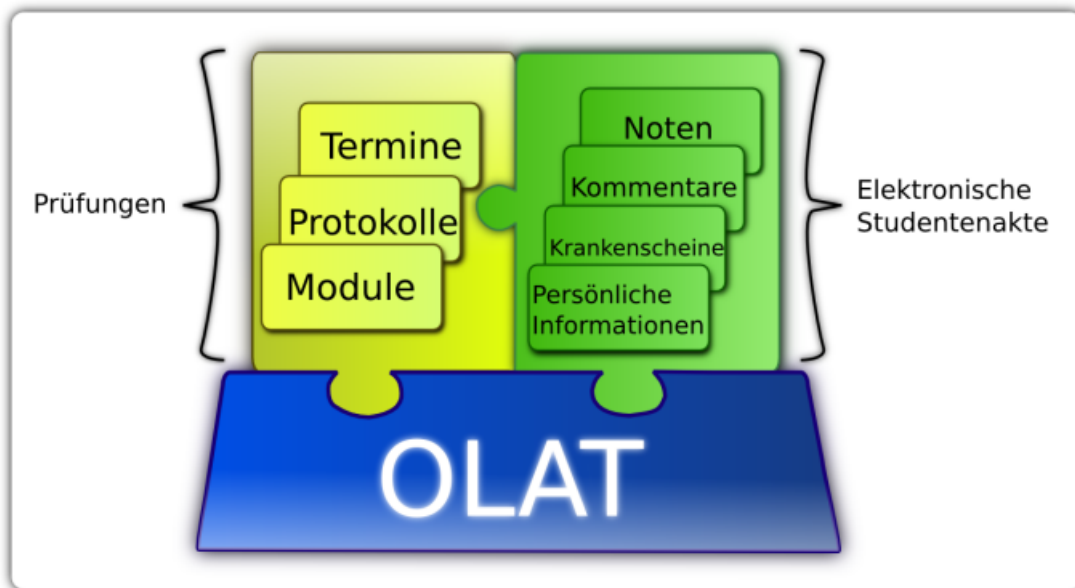 Prüfungen
Termine
Protokolle
Module
Noten
Kommentare
Krankenscheine
Persönliche
Informationen
Elektronische
Studentenakte
OLAT